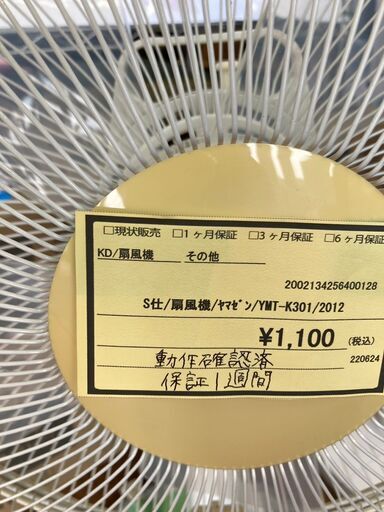 □現状販売 □1ヶ月保証 □3ヶ月保証 □6ヶ月保証
KD/扇風機 その他
2002134256400128
S仕/扇風機/ﾔﾏｾﾞﾝ/YMT-K301/2012
¥1,100 (税込)
220624
動作確認済
保証1週間